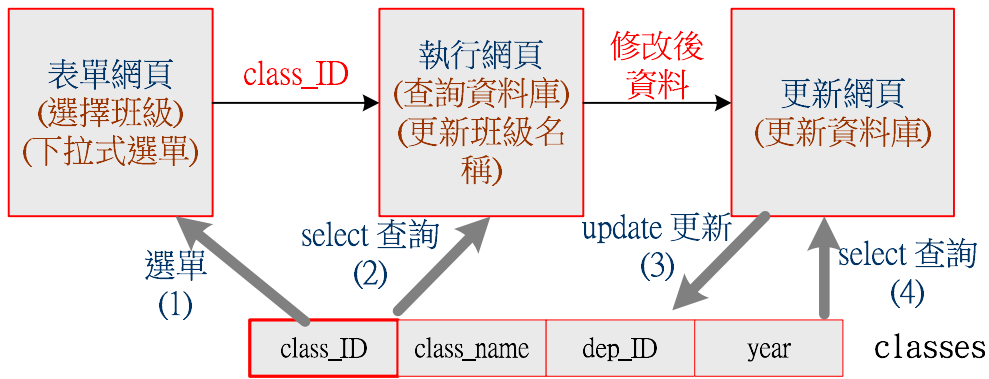 表單網頁
(選擇班級)
(下拉式選單)
class_ID
執行網頁
(查詢資料庫)
(更新班級名
稱)
修改後
資料
更新網頁
(更新資料庫)
選單
(1)
select 查詢
(2)
update 更新
(3)
select 查詢
(4)
class_ID
class_name
dep_ID
year
classes